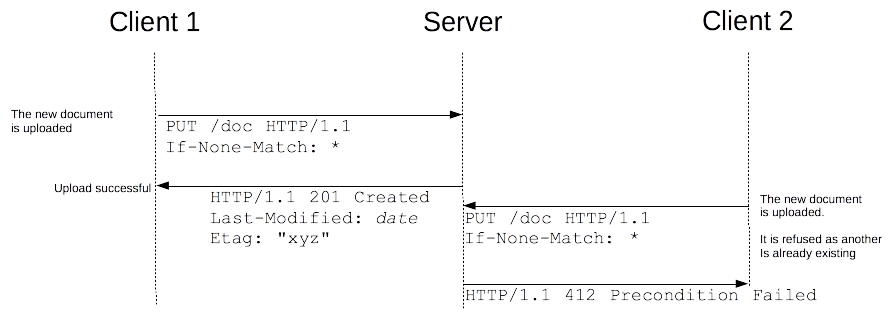 Client 1
Server
Client 2
The new document
is uploaded
PUT /doc HTTP/1.1
If-None-Match: *
Upload successful
HTTP/1.1 201 Created
Last-Modified: date
Etag: "xyz"
The new document
is uploaded.
It is refused as another
Is already existing
PUT /doc HTTP/1.1
If-None-Match: *
HTTP/1.1 412 Precondition Failed